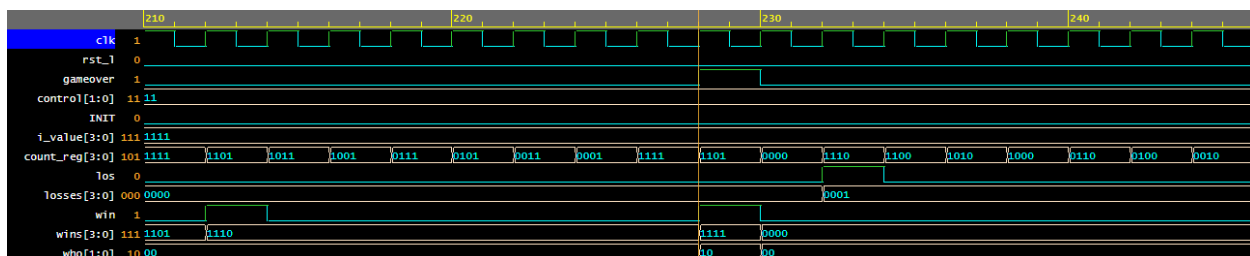 210 220 230 240
clk 1
rst_l 0
gameover 1
control[1:0] 11 11
INIT 0
i_value[3:0] 111 1111
count_reg[3:0] 101 1111 1101 1011 1001 0111 0101 0011 0001 1111 1101 0000 1110 1100 1010 1000 0110 0100 0010
los 0
losses[3:0] 000 0000 0001
win 1
wins[3:0] 111 1101 1110 1111 0000
who[1:0] 10 00 10 00